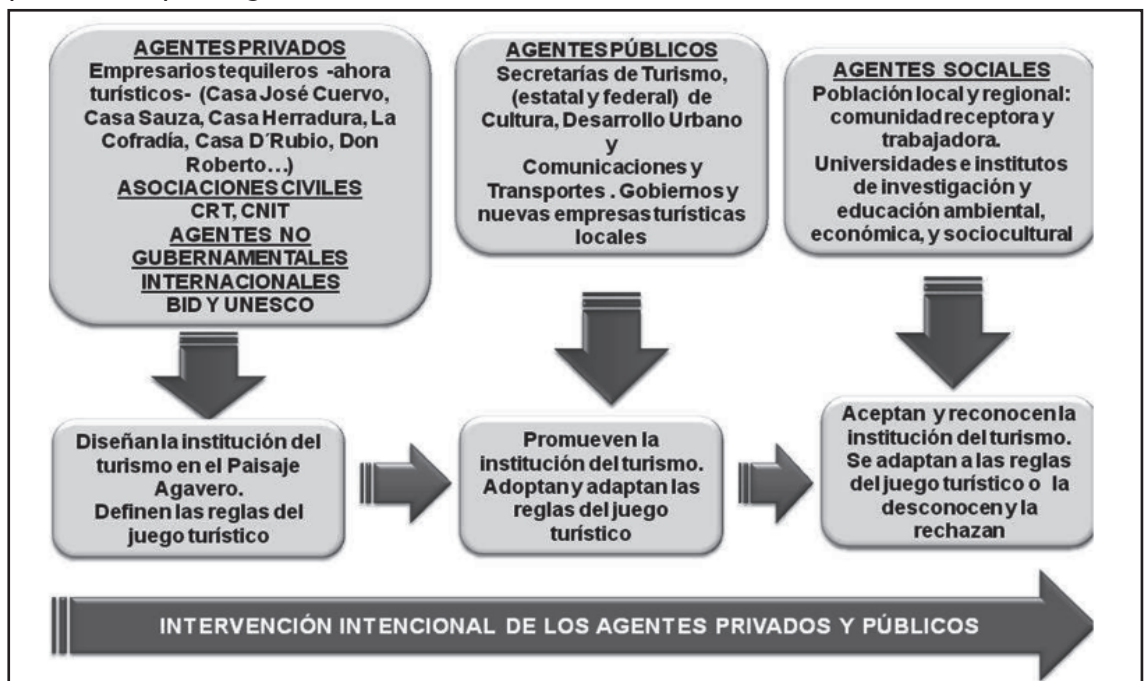 AGENTES PRIVADOS
Empresarios tequileros -ahora
turísticos- (Casa José Cuervo,
Casa Sauza, Casa Herradura, La
Cofradía, Casa D´Rubio, Don
Roberto...)
ASOCIACIONES CIVILES
CRT, CNIT
AGENTES NO
GUBERNAMENTALES
INTERNACIONALES
BID Y UNESCO
AGENTES PÚBLICOS
Secretarías de Turismo,
(estatal y federal) de
Cultura, Desarrollo Urbano
y
Comunicaciones y
Transportes . Gobiernos y
nuevas empresas turísticas
locales
AGENTES SOCIALES
Población local y regional:
comunidad receptora y
trabajadora.
Universidades e institutos
de investigación y
educación ambiental,
económica, y sociocultural
Diseñan la institución del
turismo en el Paisaje
Agavero.
Definen las reglas del
juego turístico
Promueven la
institución del turismo.
Adoptan y adaptan las
reglas del juego
turístico
Aceptan y reconocen la
institución del turismo.
Se adaptan a las reglas
del juego turístico o la
desconocen y la
rechazan
INTERVENCIÓN INTENCIONAL DE LOS AGENTES PRIVADOS Y PÚBLICOS